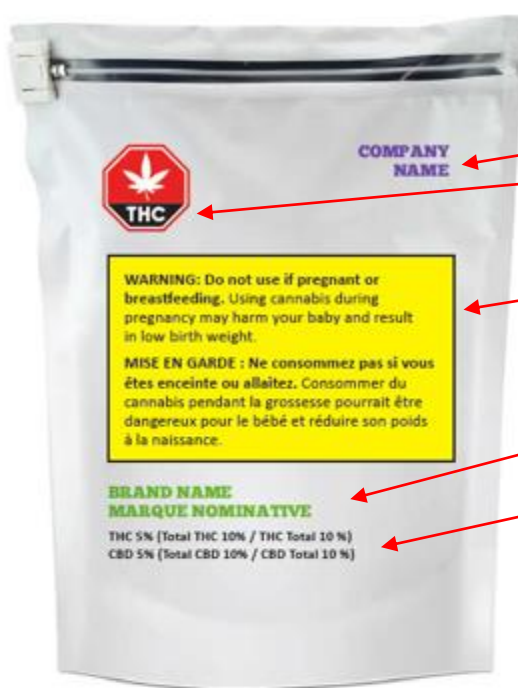 COMPANY
NAME
THC
WARNING: Do not use if pregnant or
breastfeeding. Using cannabis during
pregnancy may harm your baby and result
in low birth weight.
MISE EN GARDE : Ne consommez pas si vous
êtes enceinte ou allaitez. Consommer du
cannabis pendant la grossesse pourrait être
dangereux pour le bébé et réduire son poids
à la naissance.
BRAND NAME
MARQUE NOMINATIVE
THC 5% (Total THC 10% / THC Total 10 %)
CBD 5% (Total CBD 10% / CBD Total 10 %)